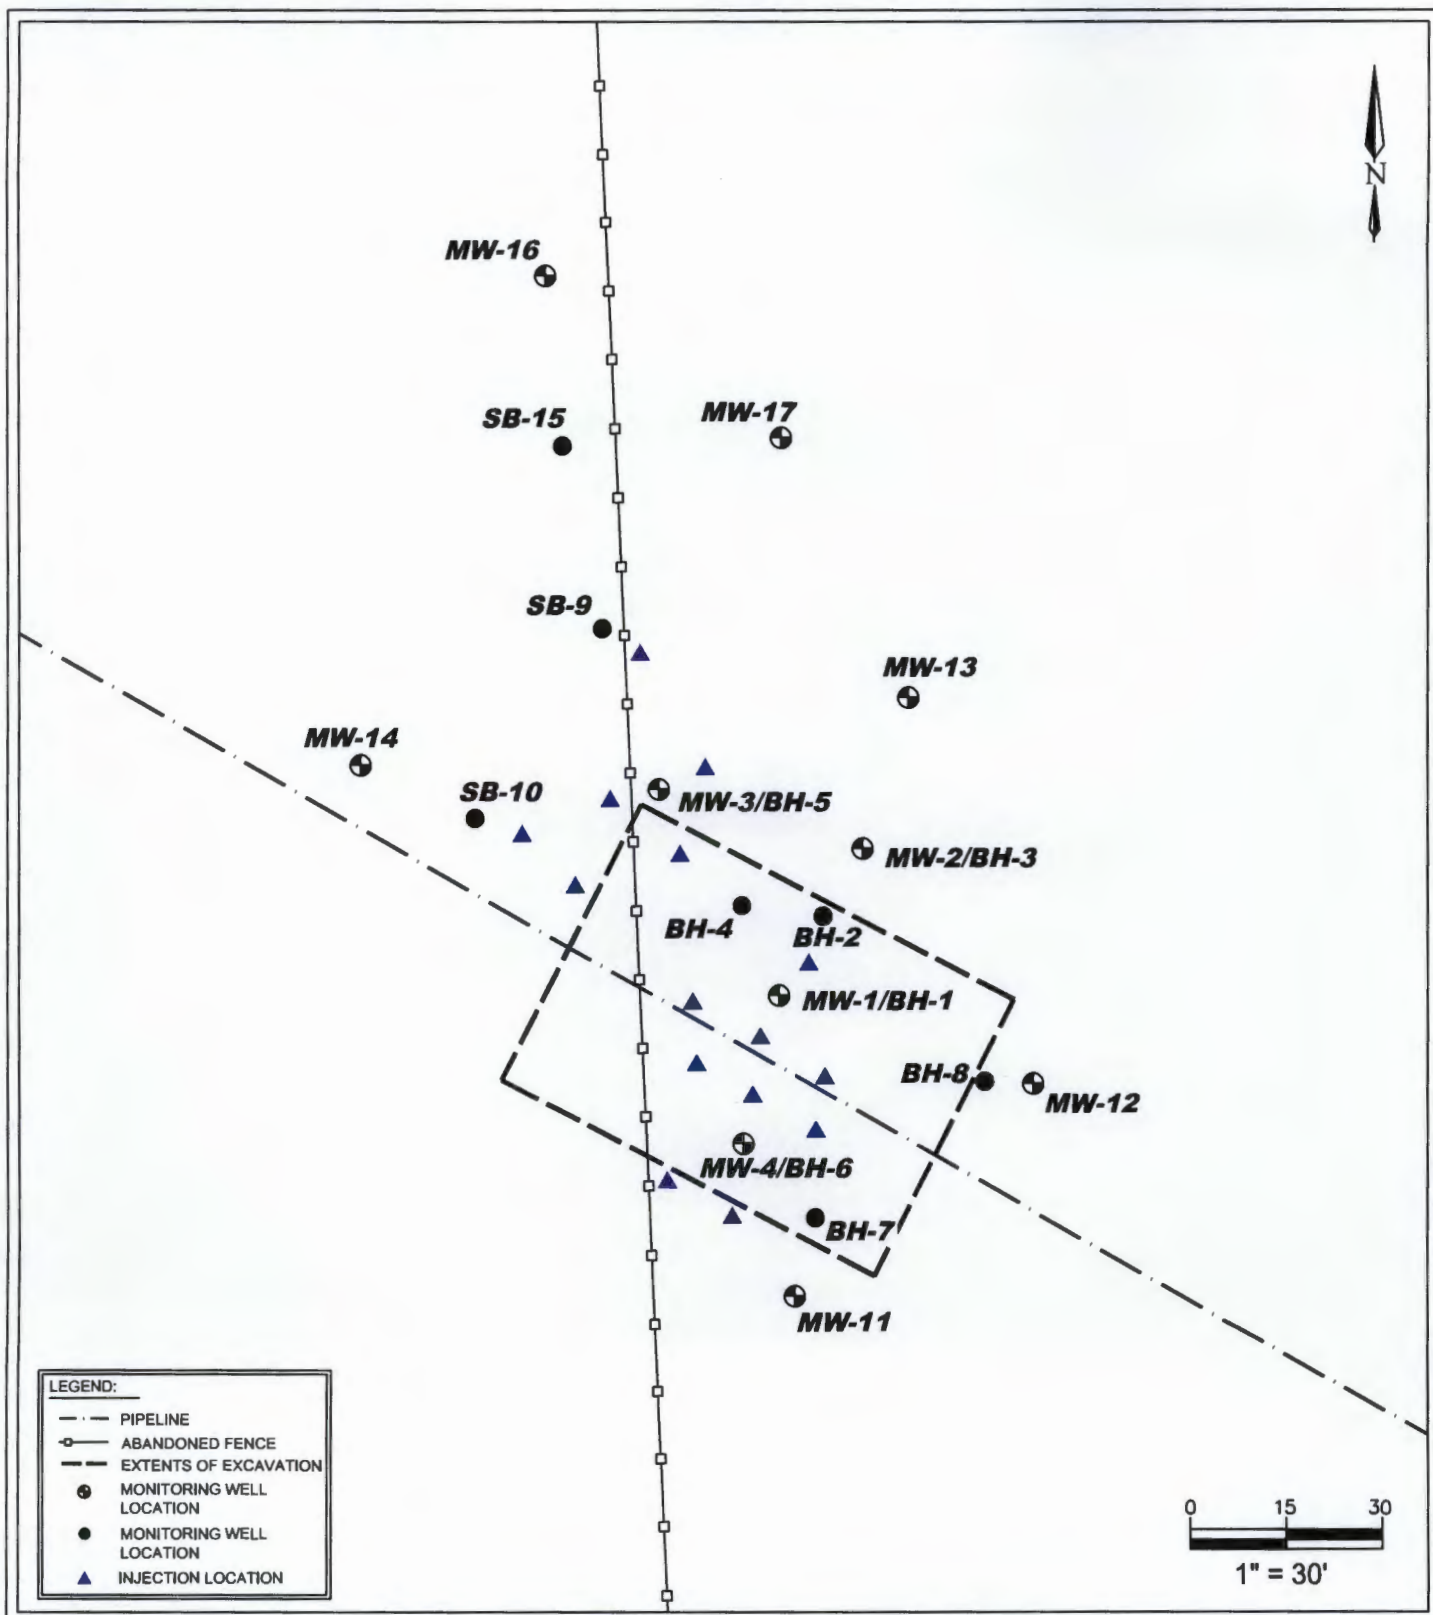 N
MW-16
SB-15
MW-17
SB-9
MW-13
MW-14
SB-10
MW-3/BH-5
MW-2/BH-3
BH-4
BH-2
MW-1/BH-1
BH-8
MW-12
MW-4/BH-6
BH-7
MW-11
LEGEND:
PIPELINE
ABANDONED FENCE
EXTENTS OF EXCAVATION
MONITORING WELL
LOCATION
MONITORING WELL
LOCATION
INJECTION LOCATION
0 15 30
1" = 30'